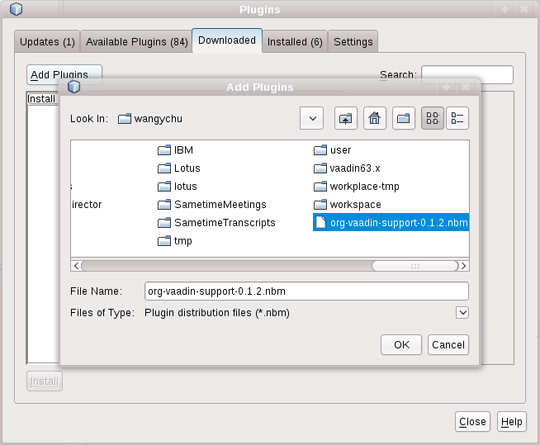 Plugins
Updates (1)
Available Plugins (84)
Downloaded
Installed (6)
Settings
Add Plugins...
Search:
Install
Add Plugins
Look In:
wangychu
IBM
user
Lotus
vaadin63.x
s
lotus
workplace-tmp
director
SametimeMeetings
workspace
SametimeTranscripts
org-vaadin-support-0.1.2.nbm
tmp
File Name:
org-vaadin-support-0.1.2.nbm
Files of Type:
Plugin distribution files (*.nbm)
OK
Cancel
Install
Close
Help